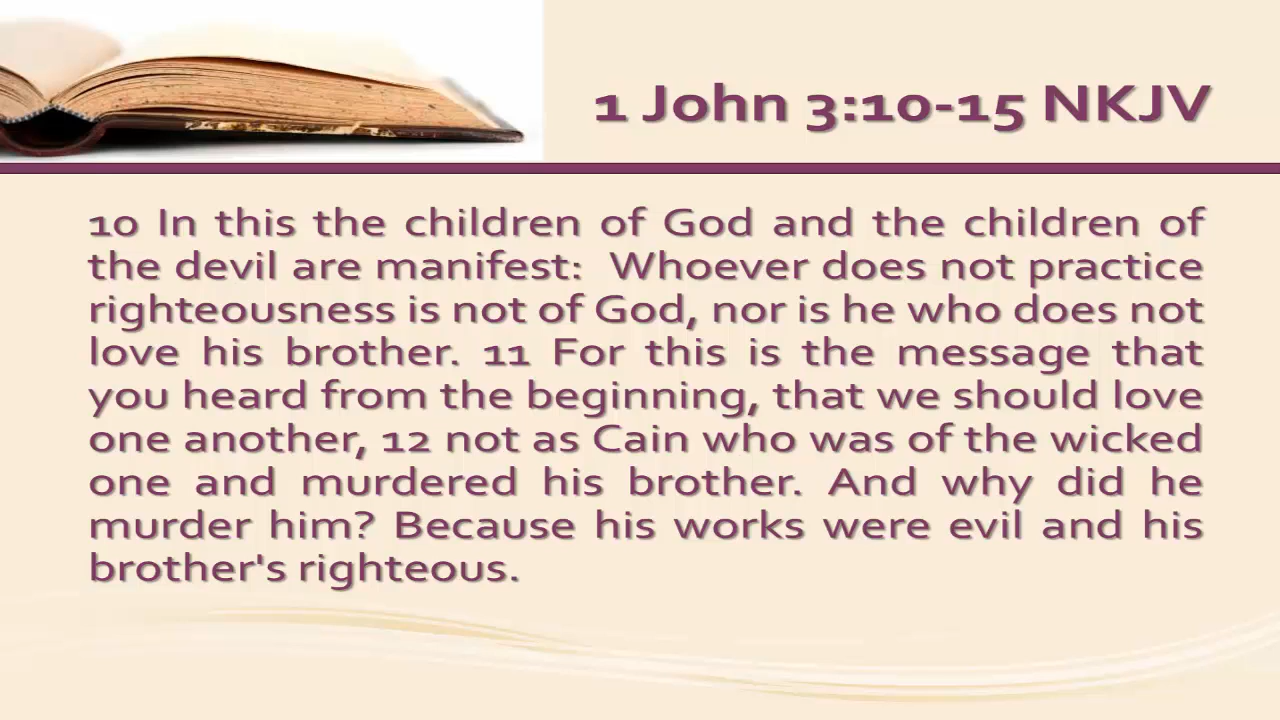 1 John 3:10-15 NKJV
10 In this the children of God and the children of
the devil are manifest:  Whoever does not practice
righteousness is not of God, nor is he who does not
love his brother. 11 For this is the message that
you heard from the beginning, that we should love
one another, 12 not as Cain who was of the wicked
one and murdered his brother. And why did he
murder him? Because his works were evil and his
brother's righteous.